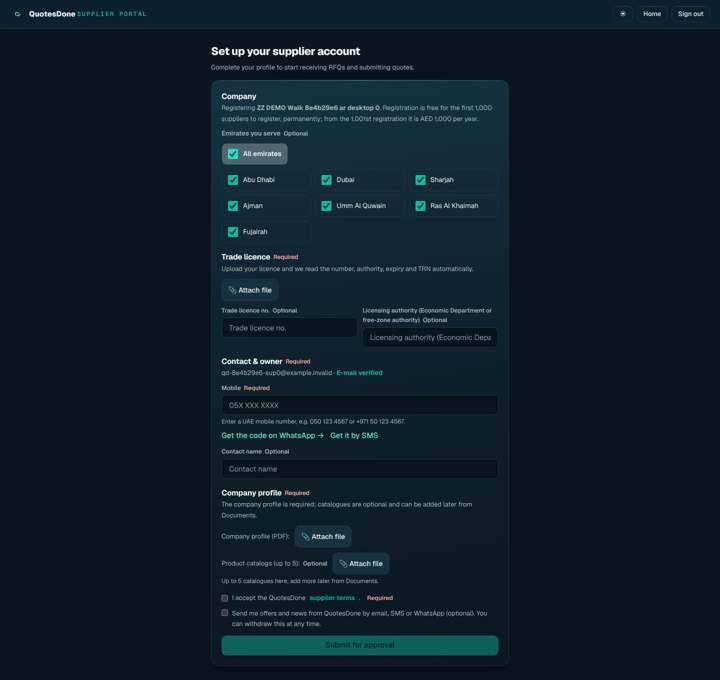 QuotesDone SUPPLIER PORTAL
☀ Home Sign out
Set up your supplier account
Complete your profile to start receiving RFQs and submitting quotes.
Company
Registering ZZ DEMO Walk 8e4b29e6 ar desktop 0. Registration is free for the first 1,000
suppliers to register, permanently; from the 1,001st registration it is AED 1,000 per year.
Emirates you serve Optional
All emirates
Abu Dhabi Dubai Sharjah
Ajman Umm Al Quwain Ras Al Khaimah
Fujairah
Trade licence Required
Upload your licence and we read the number, authority, expiry and TRN automatically.
📎 Attach file
Trade licence no. Optional
Licensing authority (Economic Department or
free-zone authority) Optional
Trade licence no.
Licensing authority (Economic Depa
Contact & owner Required
qd-8e4b29e6-sup0@example.invalid · E-mail verified
Mobile Required
05X XXX XXXX
Enter a UAE mobile number, e.g. 050 123 4567 or +971 50 123 4567.
Get the code on WhatsApp → Get it by SMS
Contact name Optional
Contact name
Company profile Required
The company profile is required; catalogues are optional and can be added later from
Documents.
Company profile (PDF): 📎 Attach file
Product catalogs (up to 5): Optional 📎 Attach file
Up to 5 catalogues here; add more later from Documents.
I accept the QuotesDone supplier terms . Required
Send me offers and news from QuotesDone by email, SMS or WhatsApp (optional). You
can withdraw this at any time.
Submit for approval